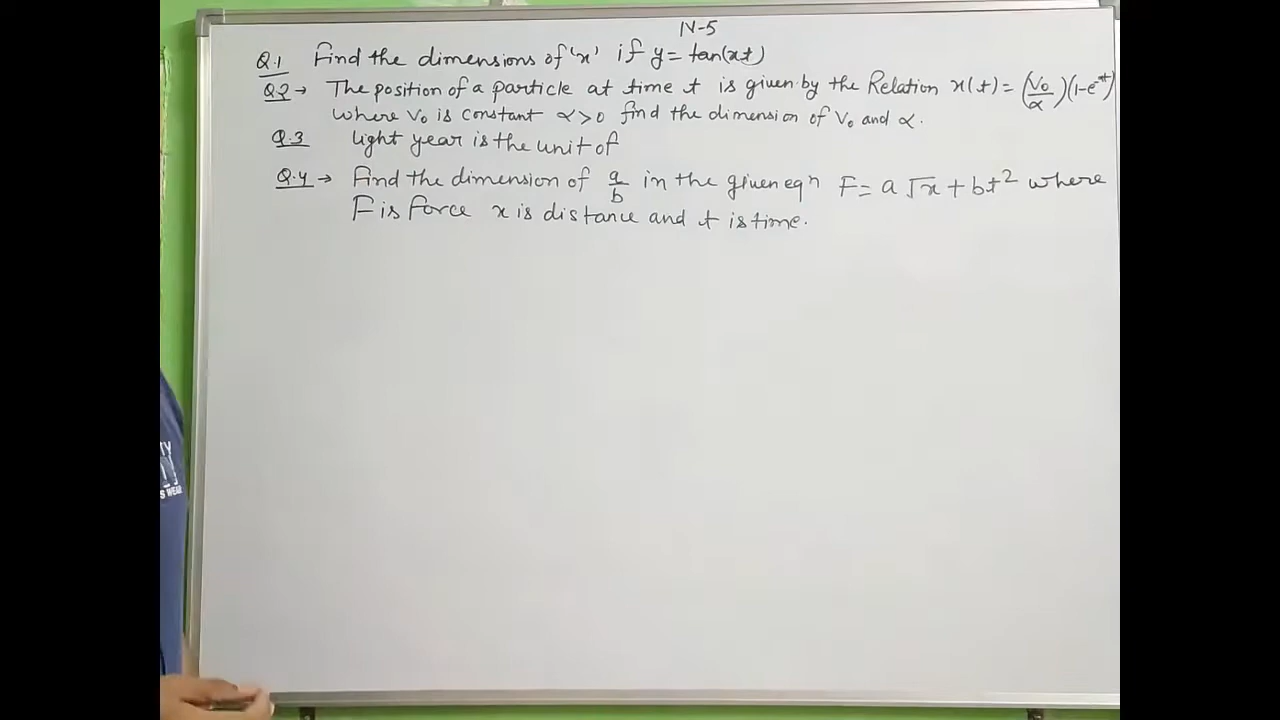 N-5
Q.1 Find the dimensions of 'x' if y = tan(xt)
Q.2 → The position of a particle at time t is given by the Relation x(t) = (V₀/α)(1-e^-αt)
where V₀ is constant α>0 find the dimension of V₀ and α.
Q.3 light year is the unit of
Q.4 → Find the dimension of a/b in the given eqn F = a√x + bt² where
F is force x is distance and t is time.
TY
S WEAR